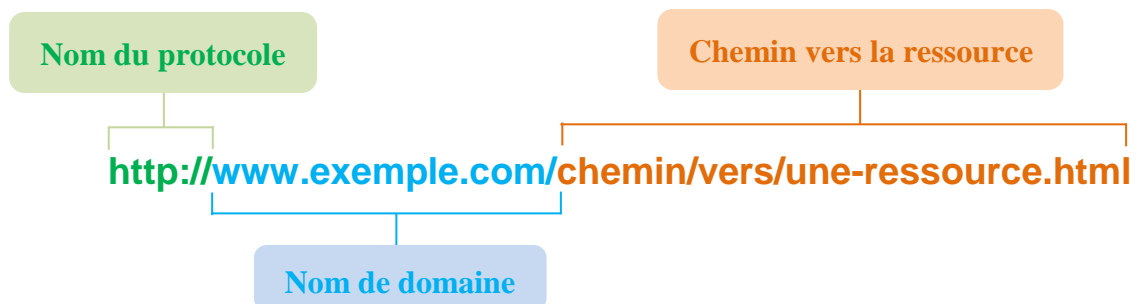 Nom du protocole
Chemin vers la ressource
http://www.exemple.com/chemin/vers/une-ressource.html
Nom de domaine